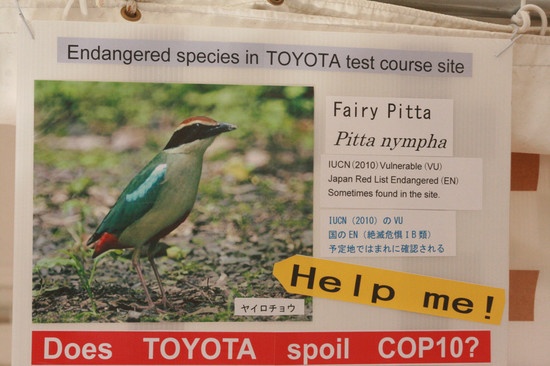 Endangered species in TOYOTA test course site
Fairy Pitta
Pitta nympha
IUCN (2010) Vulnerable (VU)
Japan Red List Endangered (EN)
Sometimes found in the site.
IUCN (2010) のVU
国のEN (絶滅危惧ⅠB類)
予定地ではまれに確認される
Help me!
ヤイロチョウ
Does TOYOTA spoil COP10?